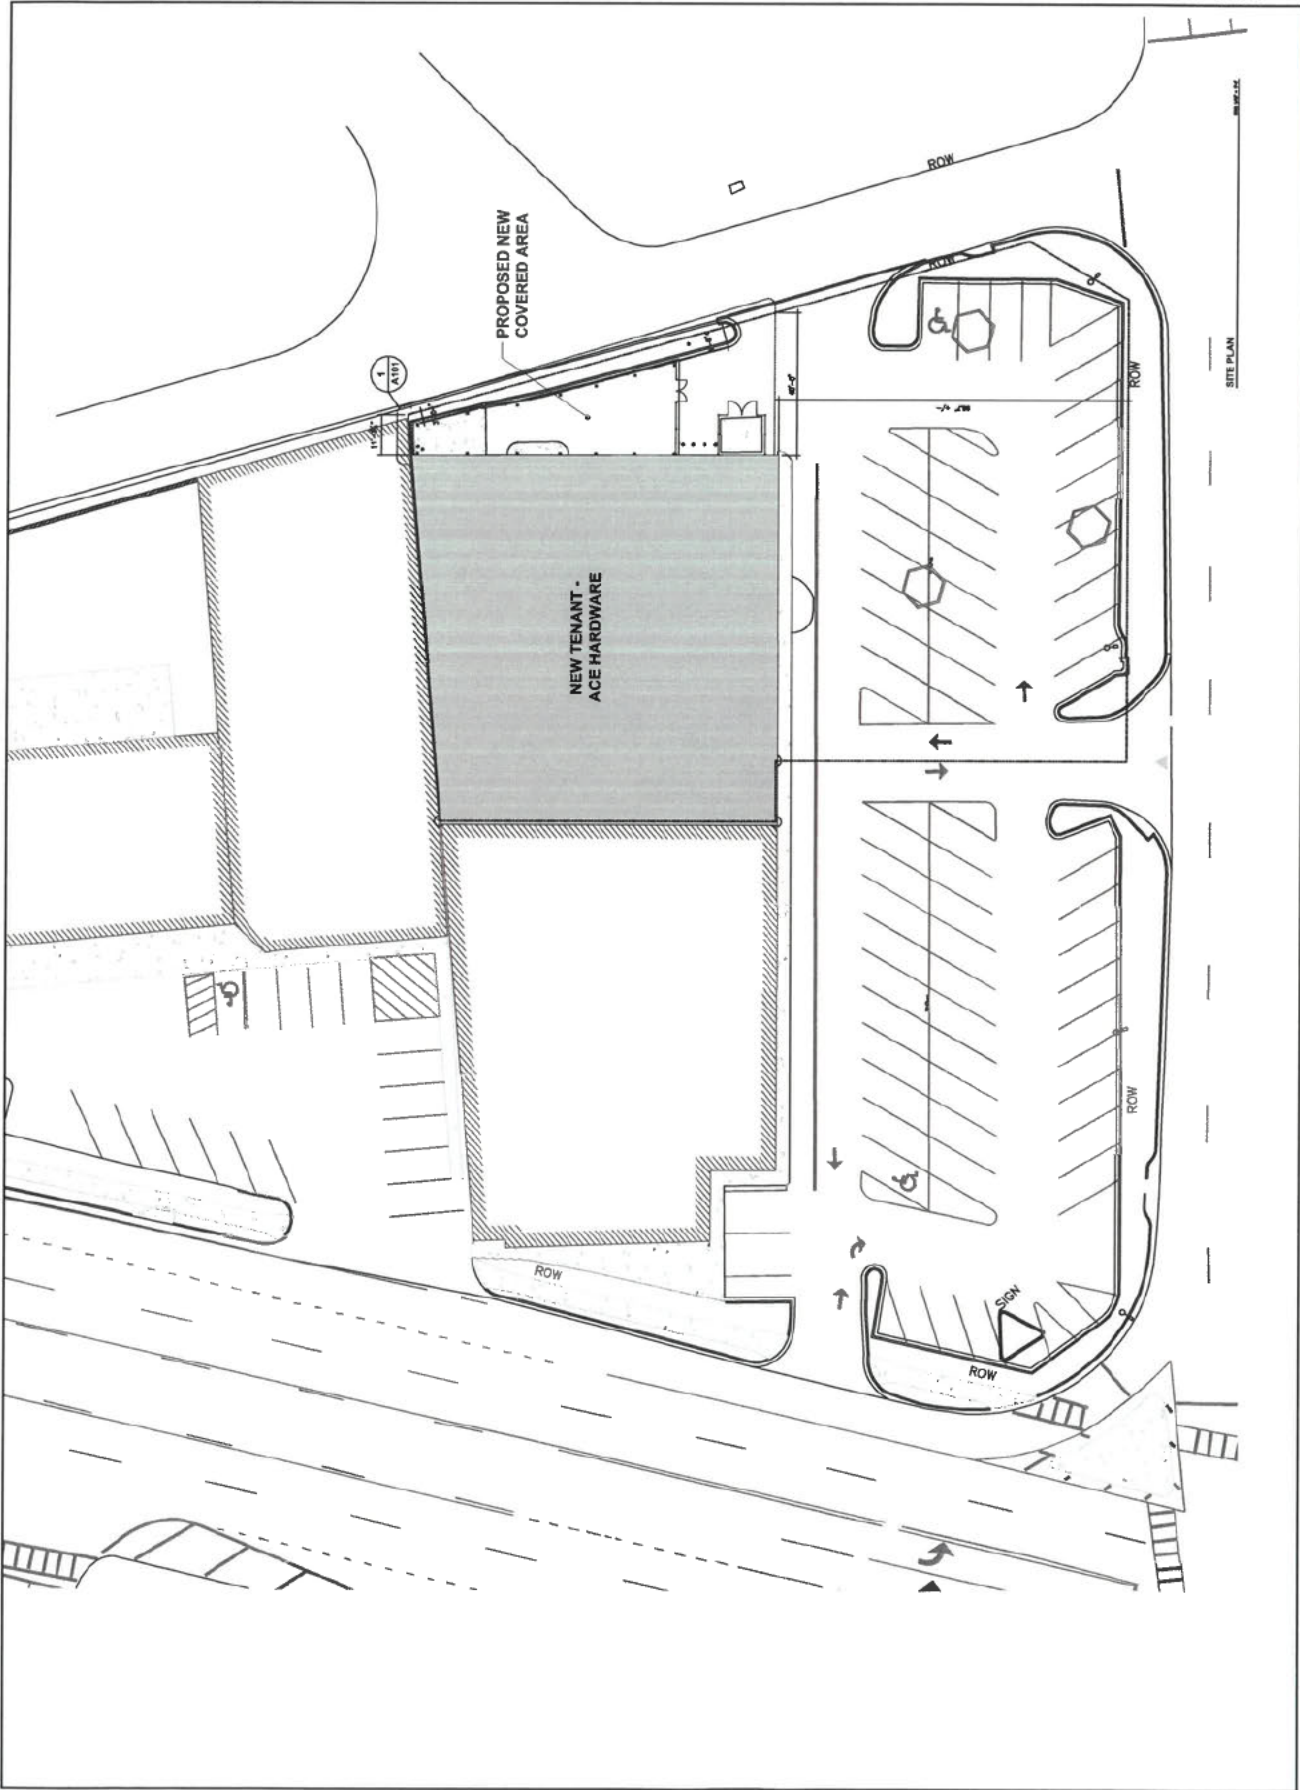 PROPOSED NEW
COVERED AREA
1
A101
NEW TENANT -
ACE HARDWARE
ROW
ROW
ROW
ROW
ROW
ROW
SIGN
SITE PLAN